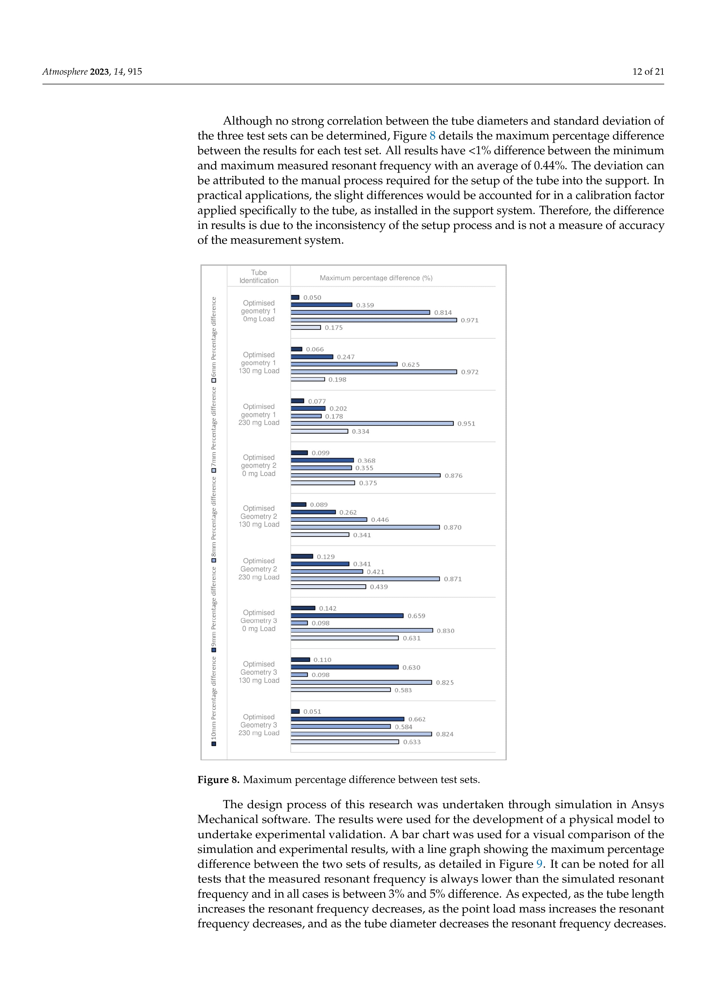 Atmosphere 2023, 14, 915
12 of 21
Although no strong correlation between the tube diameters and standard deviation of
the three test sets can be determined, Figure 8 details the maximum percentage difference
between the results for each test set. All results have <1% difference between the minimum
and maximum measured resonant frequency with an average of 0.44%. The deviation can
be attributed to the manual process required for the setup of the tube into the support. In
practical applications, the slight differences would be accounted for in a calibration factor
applied specifically to the tube, as installed in the support system. Therefore, the difference
in results is due to the inconsistency of the setup process and is not a measure of accuracy
of the measurement system.
Tube
Identification
Maximum percentage difference (%)
10mm Percentage difference 9mm Percentage difference 8mm Percentage difference 7mm Percentage difference 6mm Percentage difference
Optimised
geometry 1
0mg Load
0.050
0.359
0.814
0.971
0.175
Optimised
geometry 1
130 mg Load
0.066
0.247
0.625
0.972
0.198
Optimised
geometry 1
230 mg Load
0.077
0.202
0.178
0.951
0.334
Optimised
geometry 2
0 mg Load
0.099
0.368
0.355
0.876
0.375
Optimised
Geometry 2
130 mg Load
0.089
0.262
0.446
0.870
0.341
Optimised
Geometry 2
230 mg Load
0.129
0.341
0.421
0.871
0.439
Optimised
Geometry 3
0 mg Load
0.142
0.659
0.098
0.830
0.631
Optimised
Geometry 3
130 mg Load
0.110
0.630
0.098
0.825
0.583
Optimised
Geometry 3
230 mg Load
0.051
0.662
0.584
0.824
0.633
Figure 8. Maximum percentage difference between test sets.
The design process of this research was undertaken through simulation in Ansys
Mechanical software. The results were used for the development of a physical model to
undertake experimental validation. A bar chart was used for a visual comparison of the
simulation and experimental results, with a line graph showing the maximum percentage
difference between the two sets of results, as detailed in Figure 9. It can be noted for all
tests that the measured resonant frequency is always lower than the simulated resonant
frequency and in all cases is between 3% and 5% difference. As expected, as the tube length
increases the resonant frequency decreases, as the point load mass increases the resonant
frequency decreases, and as the tube diameter decreases the resonant frequency decreases.